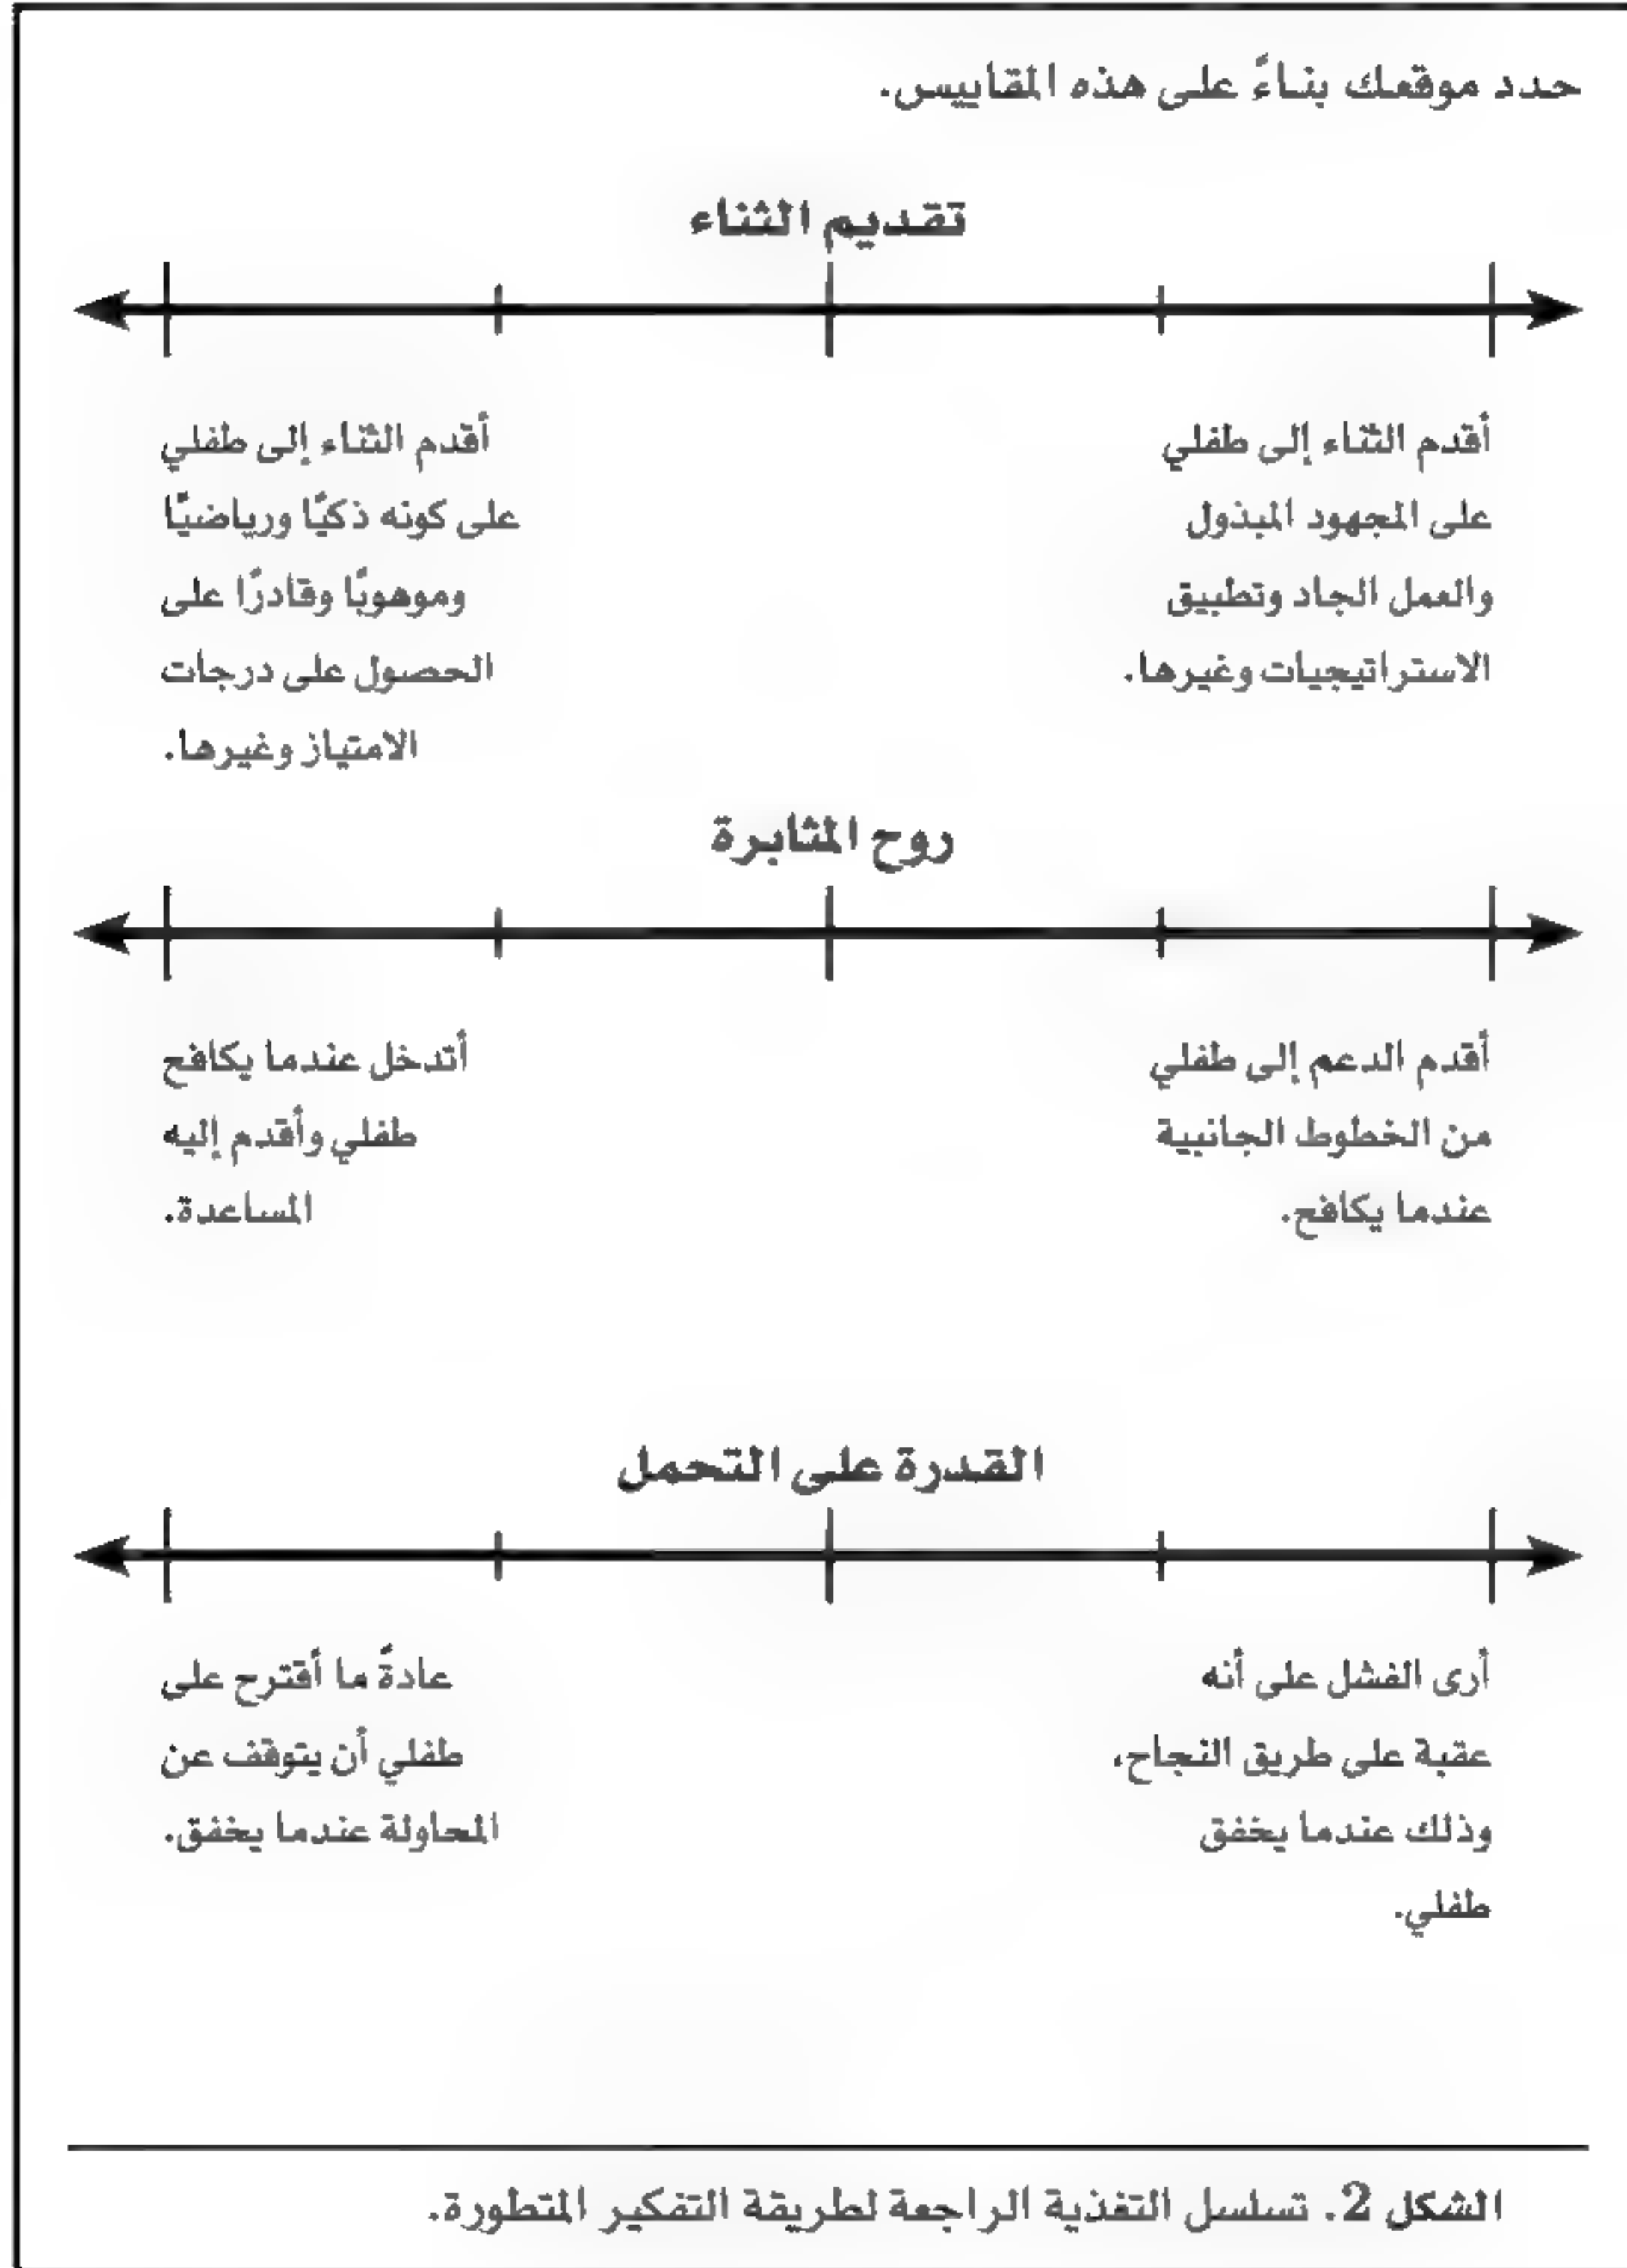 حدد موقعك بناءً على هذه المقاييس.
تقديم الثناء
أقدم الثناء إلى طفلي
على المجهود المبذول
والعمل الجاد وتطبيق
الاستراتيجيات وغيرها.
أقدم الثناء إلى طفلي
على كونه ذكيًا ورياضيًا
وموهوبًا وقادرًا على
الحصول على درجات
الامتياز وغيرها.
روح المثابرة
أقدم الدعم إلى طفلي
من الخطوط الجانبية
عندما يكافح.
أتدخل عندما يكافح
طفلي وأقدم إليه
المساعدة.
القدرة على التحمل
أرى الفشل على أنه
عقبة على طريق النجاح،
وذلك عندما يخفق
طفلي.
عادةً ما أقترح على
طفلي أن يتوقف عن
المحاولة عندما يخفق.
الشكل 2. تسلسل التغذية الراجعة لطريقة التفكير المتطورة.